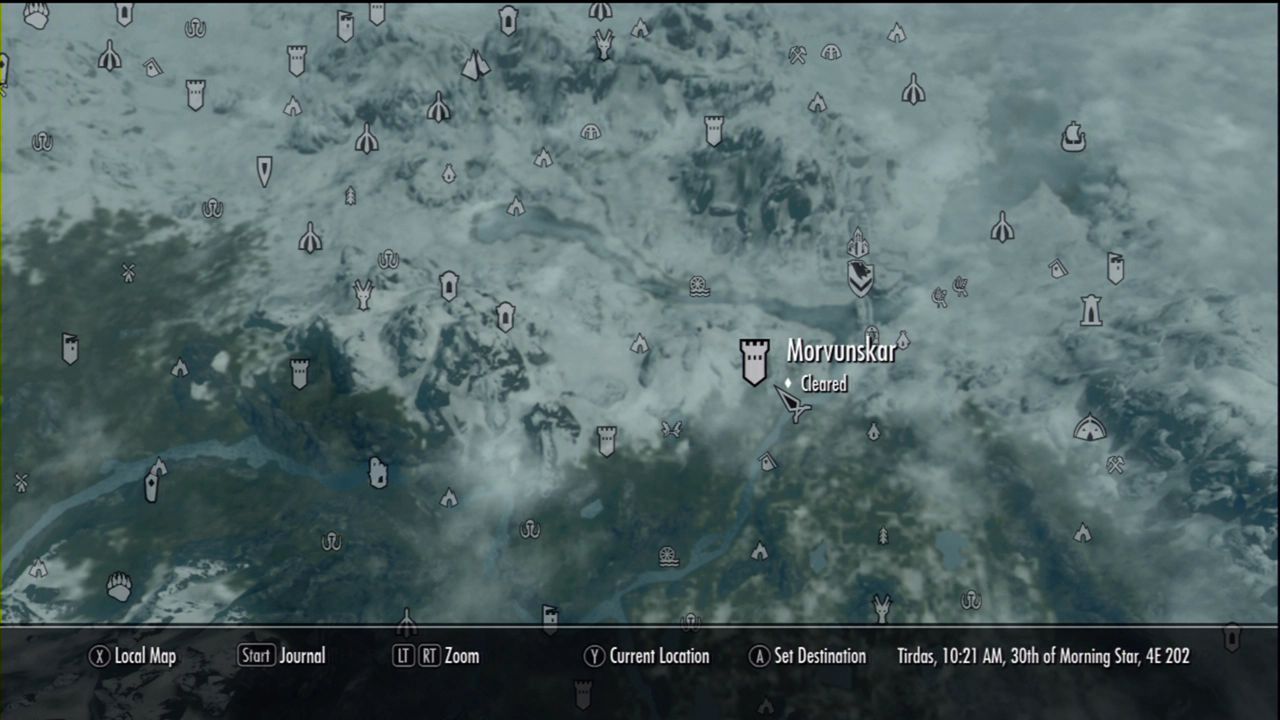 Morvunskar
Cleared
X Local Map Start Journal LT RT Zoom Y Current Location A Set Destination Tirdas, 10:21 AM, 30th of Morning Star, 4E 202